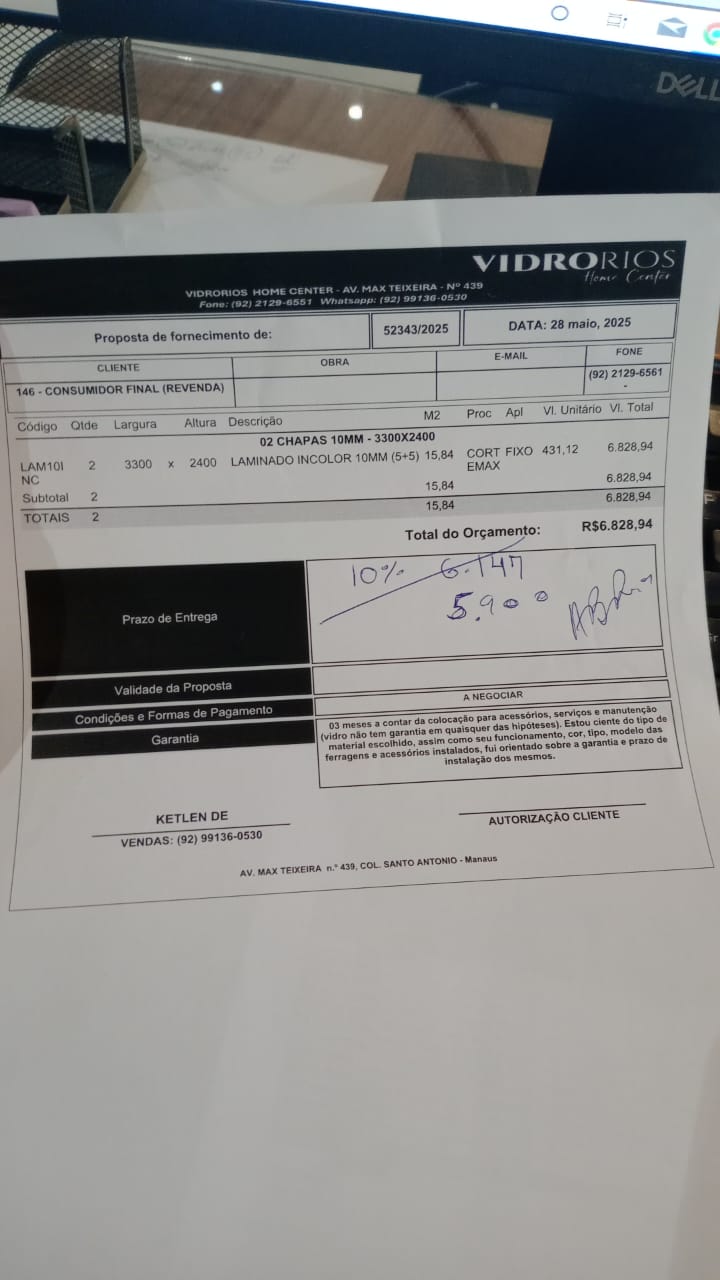 DELL
VIDRORIOS
Home Center
VIDRORIOS HOME CENTER - AV. MAX TEIXEIRA - Nº 439
Fone: (92) 2129-6551 Whatsapp: (92) 99136-0530
Proposta de fornecimento de: 52343/2025 DATA: 28 maio, 2025
CLIENTE OBRA E-MAIL FONE
146 - CONSUMIDOR FINAL (REVENDA) (92) 2129-6561
-
Código Qtde Largura Altura Descrição M2 Proc Apl Vl. Unitário Vl. Total
02 CHAPAS 10MM - 3300X2400
LAM10I 2 3300 x 2400 LAMINADO INCOLOR 10MM (5+5) 15,84 CORT FIXO 431,12 6.828,94
NC EMAX
Subtotal 2 15,84 6.828,94
TOTAIS 2 15,84 6.828,94
Total do Orçamento: R$6.828,94
10% 6.147
5.900
Prazo de Entrega
Validade da Proposta
Condições e Formas de Pagamento A NEGOCIAR
Garantia
03 meses a contar da colocação para acessórios, serviços e manutenção
(vidro não tem garantia em quaisquer das hipóteses). Estou ciente do tipo de
material escolhido, assim como seu funcionamento, cor, tipo, modelo das
ferragens e acessórios instalados, fui orientado sobre a garantia e prazo de
instalação dos mesmos.
KETLEN DE
VENDAS: (92) 99136-0530
AUTORIZAÇÃO CLIENTE
AV. MAX TEIXEIRA n.º 439, COL. SANTO ANTONIO - Manaus